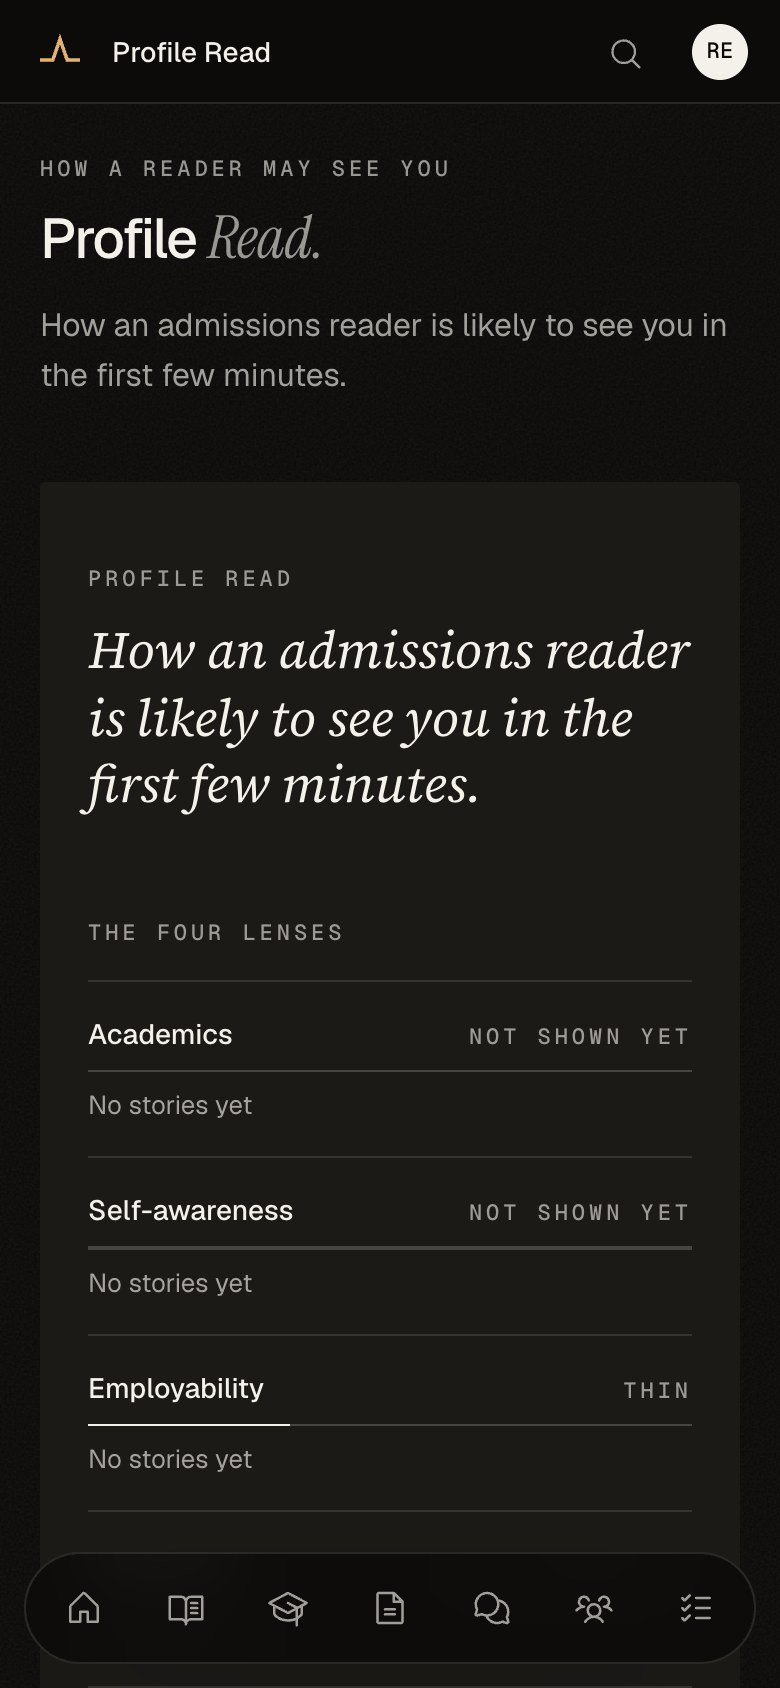 Profile Read
RE
HOW A READER MAY SEE YOU
Profile Read.
How an admissions reader is likely to see you in
the first few minutes.
PROFILE READ
How an admissions reader
is likely to see you in the
first few minutes.
THE FOUR LENSES
Academics NOT SHOWN YET
No stories yet
Self-awareness NOT SHOWN YET
No stories yet
Employability THIN
No stories yet